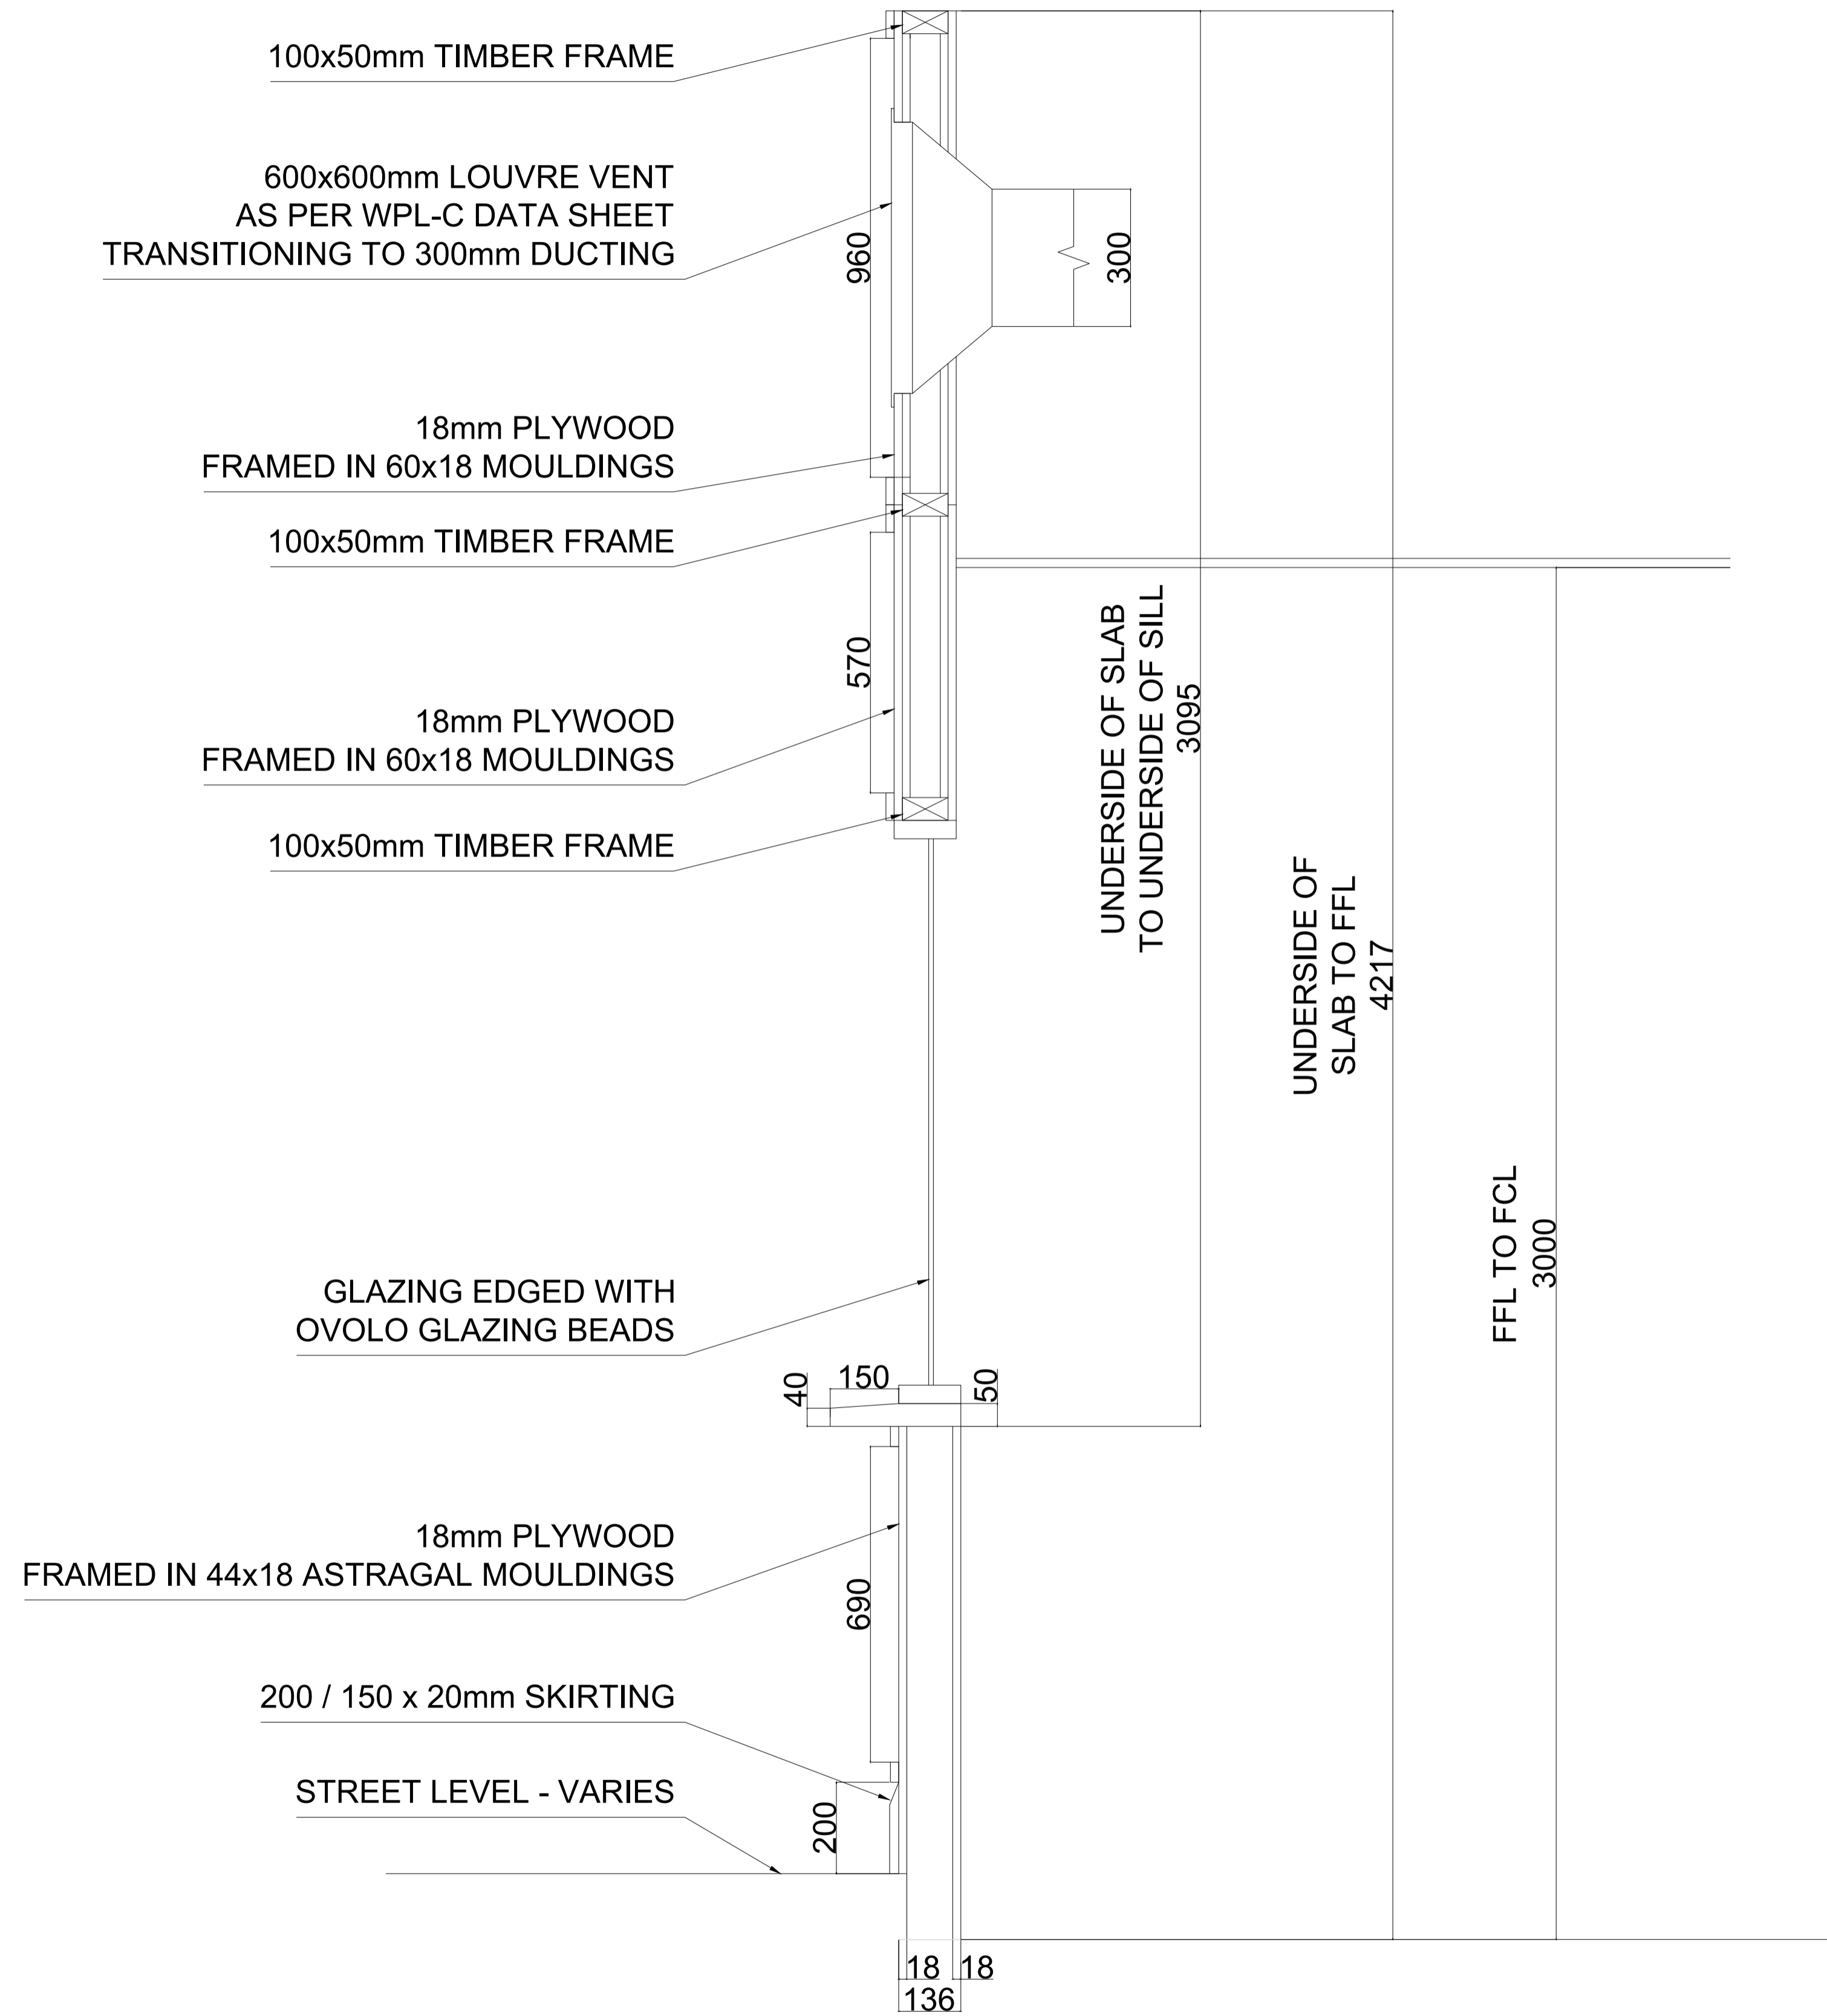 100x50mm TIMBER FRAME
600x600mm LOUVRE VENT
AS PER WPL-C DATA SHEET
TRANSITIONING TO 300mm DUCTING
960
300
18mm PLYWOOD
FRAMED IN 60x18 MOULDINGS
100x50mm TIMBER FRAME
570
18mm PLYWOOD
FRAMED IN 60x18 MOULDINGS
100x50mm TIMBER FRAME
UNDERSIDE OF SLAB
TO UNDERSIDE OF SILL
3095
UNDERSIDE OF
SLAB TO FFL
4217
FFL TO FCL
3000
GLAZING EDGED WITH
OVOLO GLAZING BEADS
40
150
50
18mm PLYWOOD
FRAMED IN 44x18 ASTRAGAL MOULDINGS
690
200 / 150 x 20mm SKIRTING
STREET LEVEL - VARIES
200
18
18
136